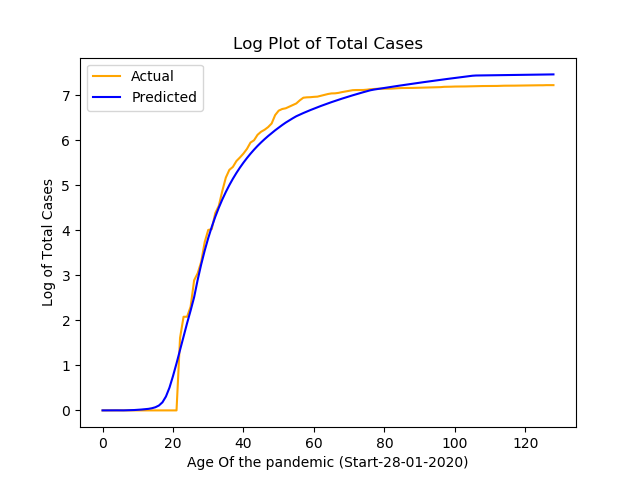 Log Plot of Total Cases
Actual
Predicted
7
6
5
4
3
2
1
0
Log of Total Cases
0 20 40 60 80 100 120
Age Of the pandemic (Start-28-01-2020)